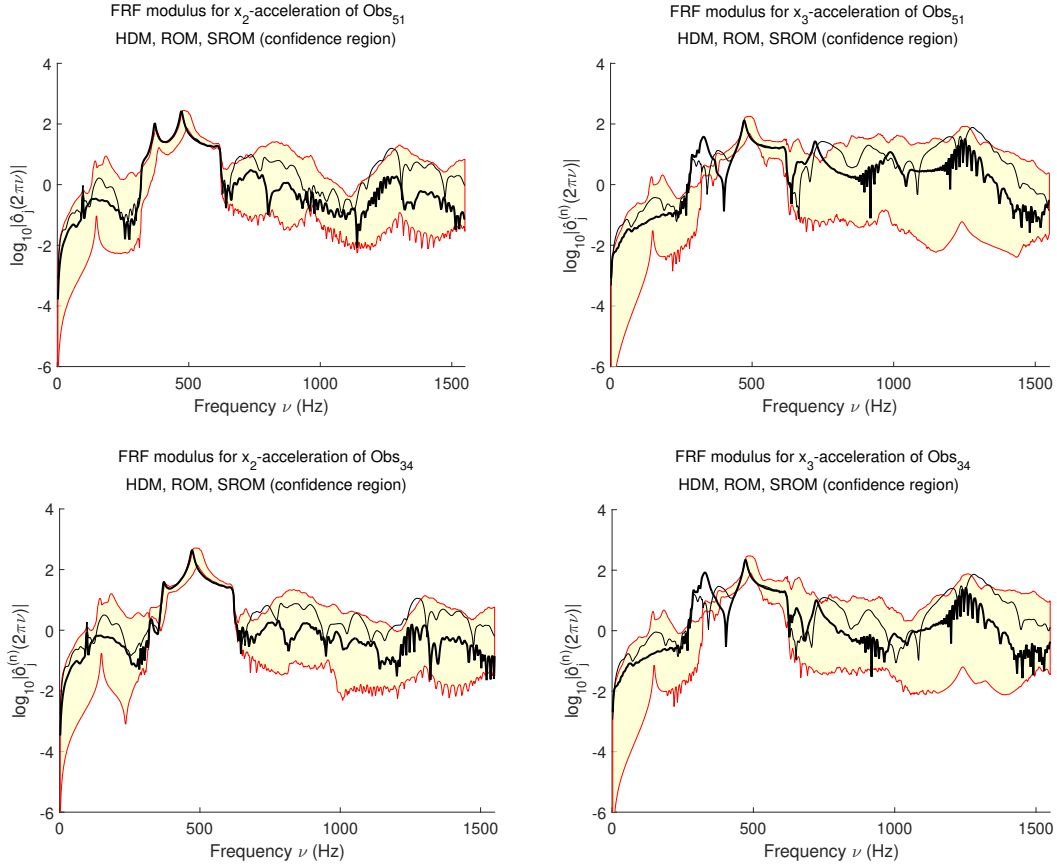 FRF modulus for x₂-acceleration of Obs₅₁
HDM, ROM, SROM (confidence region)
4
2
0
-2
-4
-6
log₁₀|ô_j^(n)(2πν)|
0
500
1000
1500
Frequency ν (Hz)
FRF modulus for x₃-acceleration of Obs₅₁
HDM, ROM, SROM (confidence region)
4
2
0
-2
-4
-6
log₁₀|ô_j^(n)(2πν)|
0
500
1000
1500
Frequency ν (Hz)
FRF modulus for x₂-acceleration of Obs₃₄
HDM, ROM, SROM (confidence region)
4
2
0
-2
-4
-6
log₁₀|ô_j^(n)(2πν)|
0
500
1000
1500
Frequency ν (Hz)
FRF modulus for x₃-acceleration of Obs₃₄
HDM, ROM, SROM (confidence region)
4
2
0
-2
-4
-6
log₁₀|ô_j^(n)(2πν)|
0
500
1000
1500
Frequency ν (Hz)